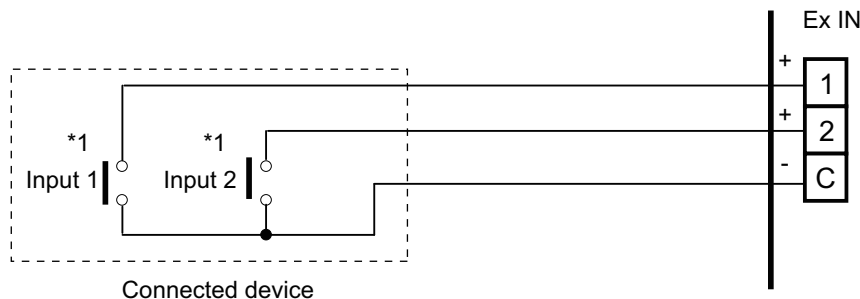 Ex IN
+
1
+
2
-
C
*1
*1
Input 1
Input 2
Connected device